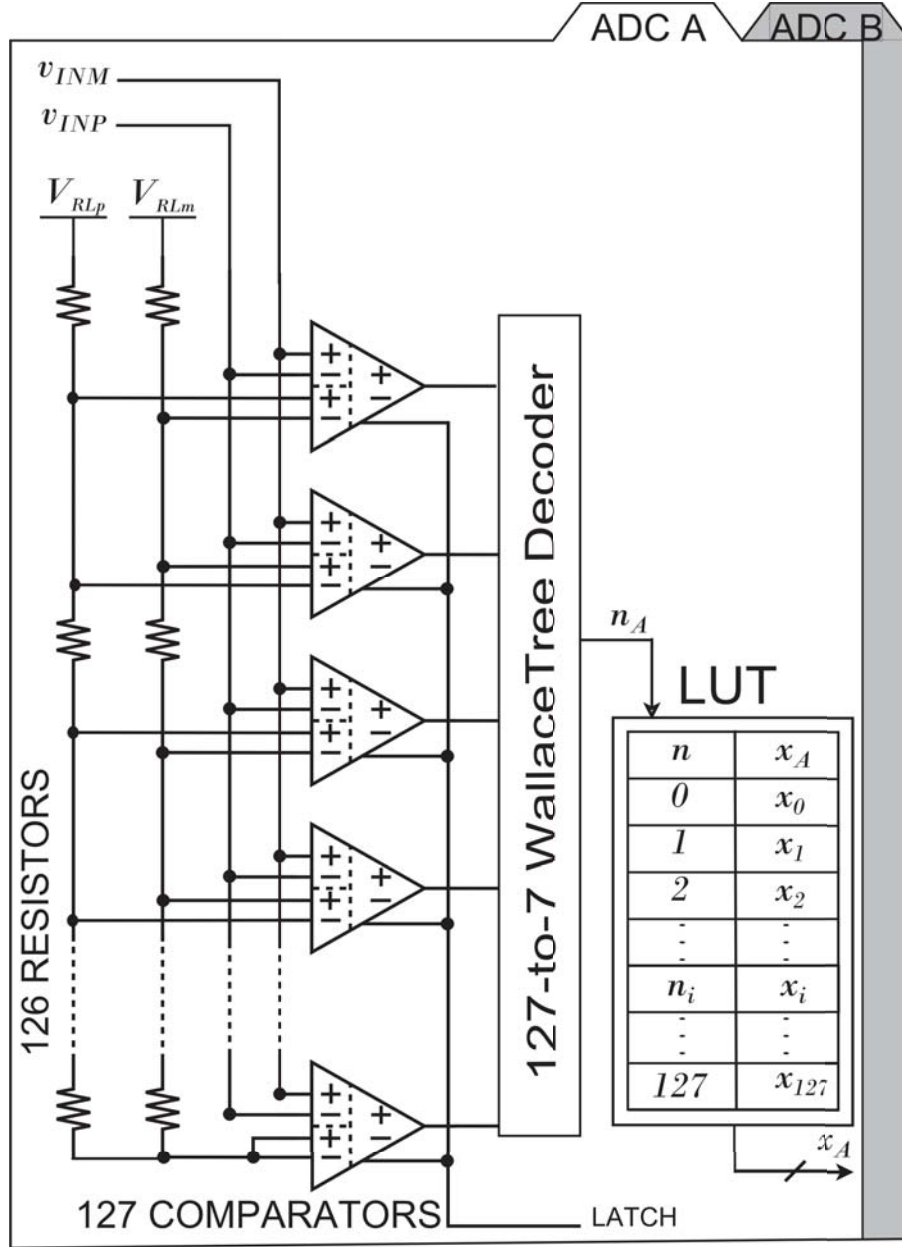 ADC A
ADC B
v_INM
v_INP
V_RLp
V_RLm
+
−
+
−
+
−
+
−
+
−
+
−
+
−
+
−
+
−
+
−
+
−
+
−
+
−
+
−
+
−
126 RESISTORS
127 COMPARATORS
LATCH
127-to-7 WallaceTree Decoder
n_A
LUT
n x_A
0 x_0
1 x_1
2 x_2
n_i x_i
127 x_127
x_A